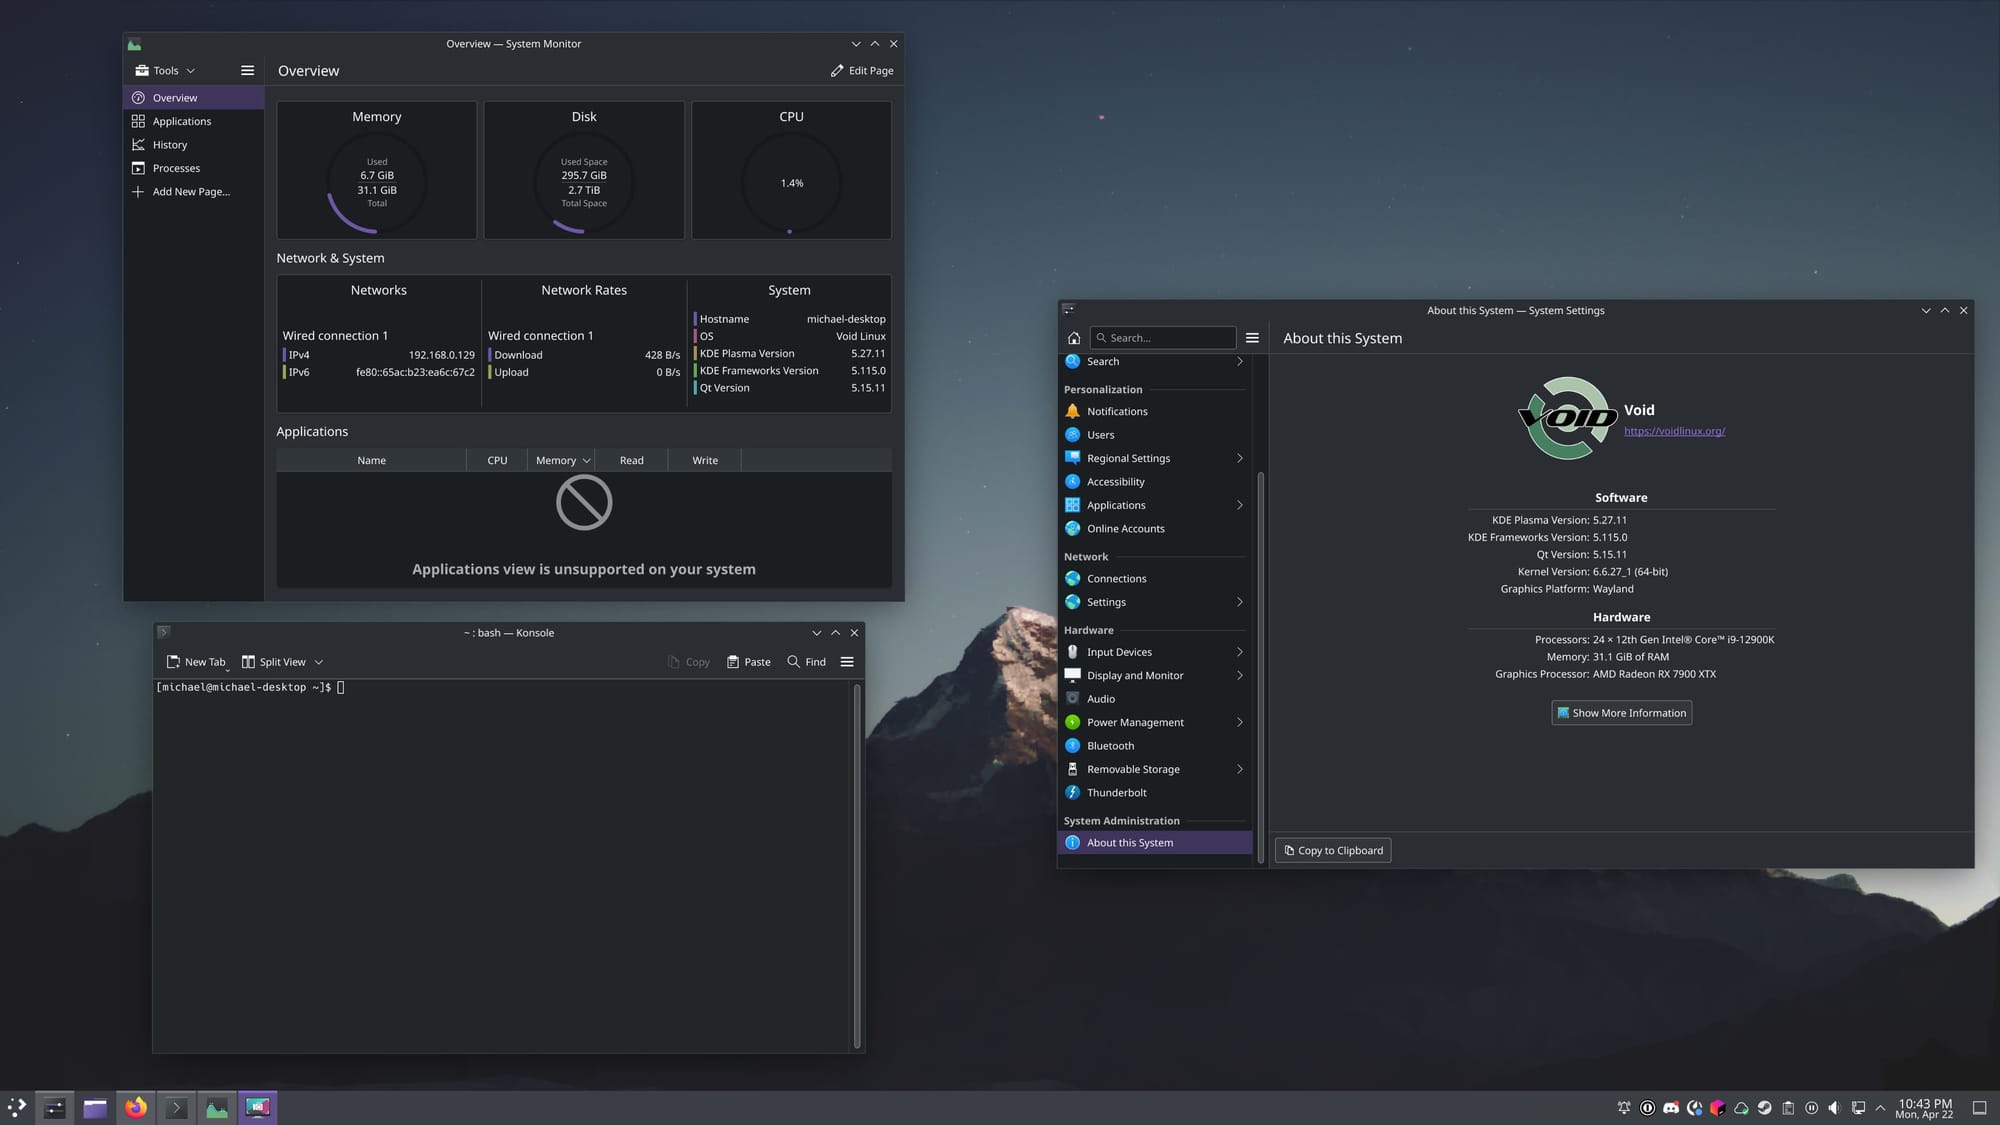 Overview — System Monitor
Tools
Overview
Edit Page
Overview
Applications
History
Processes
Add New Page...
Memory
Used
6.7 GiB
31.1 GiB
Total
Disk
Used Space
295.7 GiB
2.7 TiB
Total Space
CPU
1.4%
Network & System
Networks
Wired connection 1
IPv4 192.168.0.129
IPv6 fe80::65ac:b23:ea6c:67c2
Network Rates
Wired connection 1
Download 428 B/s
Upload 0 B/s
System
Hostname michael-desktop
OS Void Linux
KDE Plasma Version 5.27.11
KDE Frameworks Version 5.115.0
Qt Version 5.15.11
Applications
Name CPU Memory Read Write
Applications view is unsupported on your system
~ : bash — Konsole
New Tab Split View Copy Paste Find
[michael@michael-desktop ~]$
About this System — System Settings
Search...
About this System
Search
Personalization
Notifications
Users
Regional Settings
Accessibility
Applications
Online Accounts
Network
Connections
Settings
Hardware
Input Devices
Display and Monitor
Audio
Power Management
Bluetooth
Removable Storage
Thunderbolt
System Administration
About this System
VOID
Void
https://voidlinux.org/
Software
KDE Plasma Version: 5.27.11
KDE Frameworks Version: 5.115.0
Qt Version: 5.15.11
Kernel Version: 6.6.27_1 (64-bit)
Graphics Platform: Wayland
Hardware
Processors: 24 × 12th Gen Intel® Core™ i9-12900K
Memory: 31.1 GiB of RAM
Graphics Processor: AMD Radeon RX 7900 XTX
Show More Information
Copy to Clipboard
10:43 PM
Mon, Apr 22